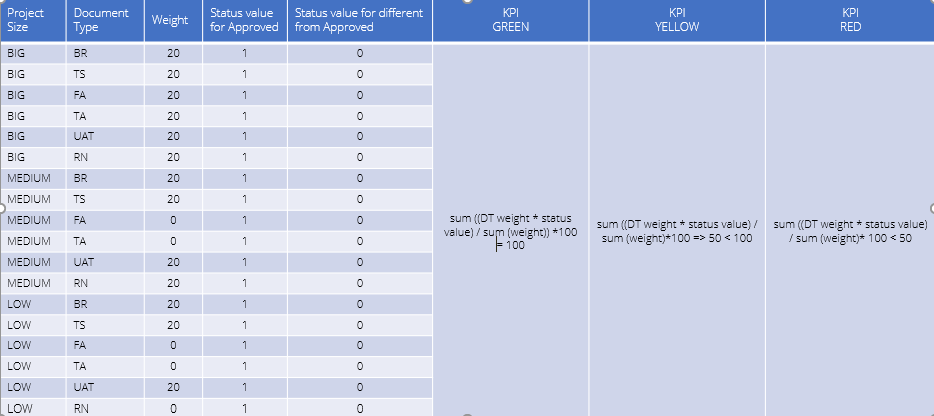 Project Size
Document Type
Weight
Status value for Approved
Status value for different from Approved
KPI GREEN
KPI YELLOW
KPI RED
BIG BR 20 1 0
BIG TS 20 1 0
BIG FA 20 1 0
BIG TA 20 1 0
BIG UAT 20 1 0
BIG RN 20 1 0
MEDIUM BR 20 1 0
MEDIUM TS 20 1 0
MEDIUM FA 0 1 0
MEDIUM TA 0 1 0
MEDIUM UAT 20 1 0
MEDIUM RN 20 1 0
LOW BR 20 1 0
LOW TS 20 1 0
LOW FA 0 1 0
LOW TA 0 1 0
LOW UAT 20 1 0
LOW RN 0 1 0
sum ((DT weight * status
value) / sum (weight)) *100
= 100
sum ((DT weight * status value) /
sum (weight)*100 => 50 < 100
sum ((DT weight * status value)
/ sum (weight)* 100 < 50